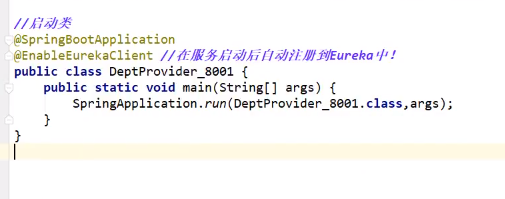 //启动类
@SpringBootApplication
@EnableEurekaClient //在服务启动后自动注册到Eureka中!
public class DeptProvider_8001 {
    public static void main(String[] args) {
        SpringApplication.run(DeptProvider_8001.class,args);
    }
}